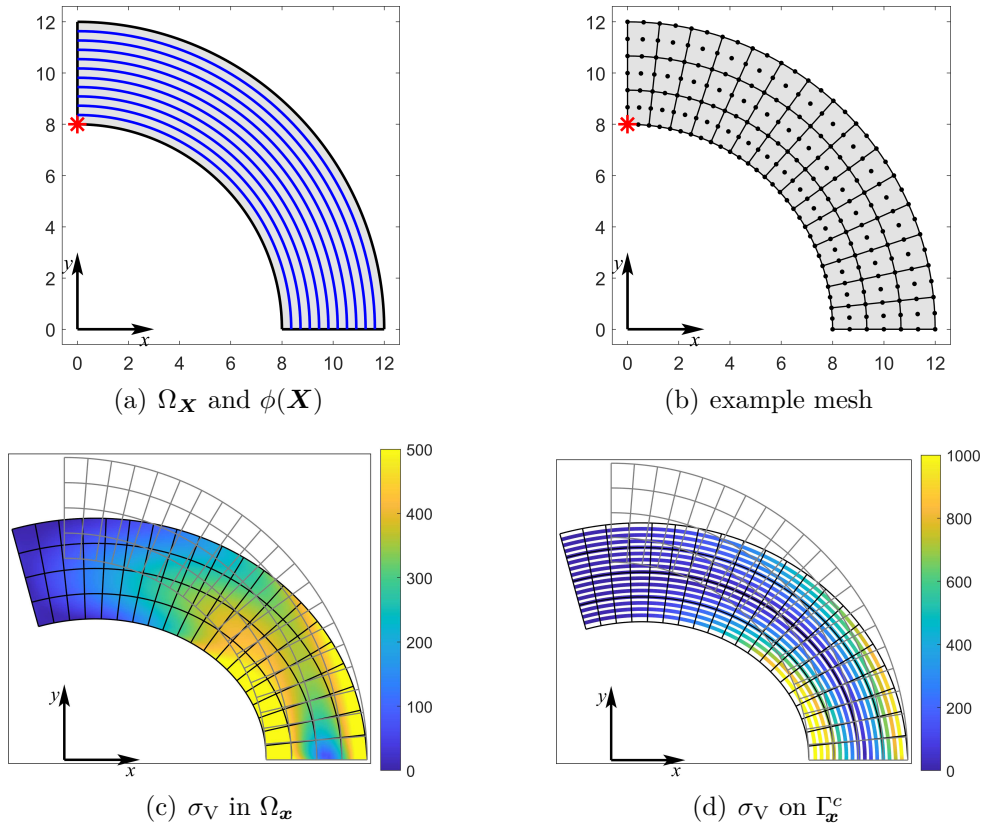 12
10
8
6
4
2
0
y
x
0 2 4 6 8 10 12
(a) Ω_𝑿 and ϕ(𝑿)
12
10
8
6
4
2
0
y
x
0 2 4 6 8 10 12
(b) example mesh
500
400
300
200
100
0
y
x
(c) σ_V in Ω_𝒙
1000
800
600
400
200
0
y
x
(d) σ_V on Γ^c_𝒙